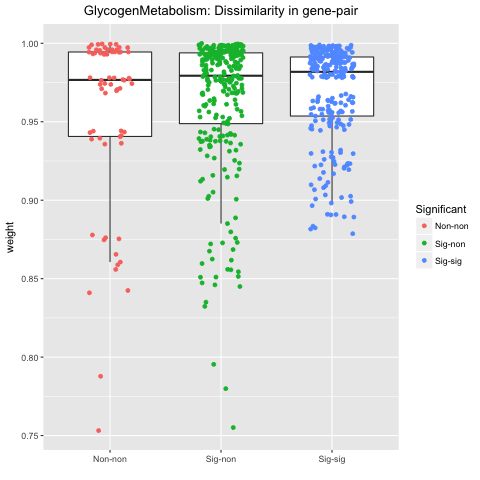 GlycogenMetabolism: Dissimilarity in gene-pair
1.00
0.95
0.90
0.85
0.80
0.75
weight
Non-non
Sig-non
Sig-sig
Significant
Non-non
Sig-non
Sig-sig